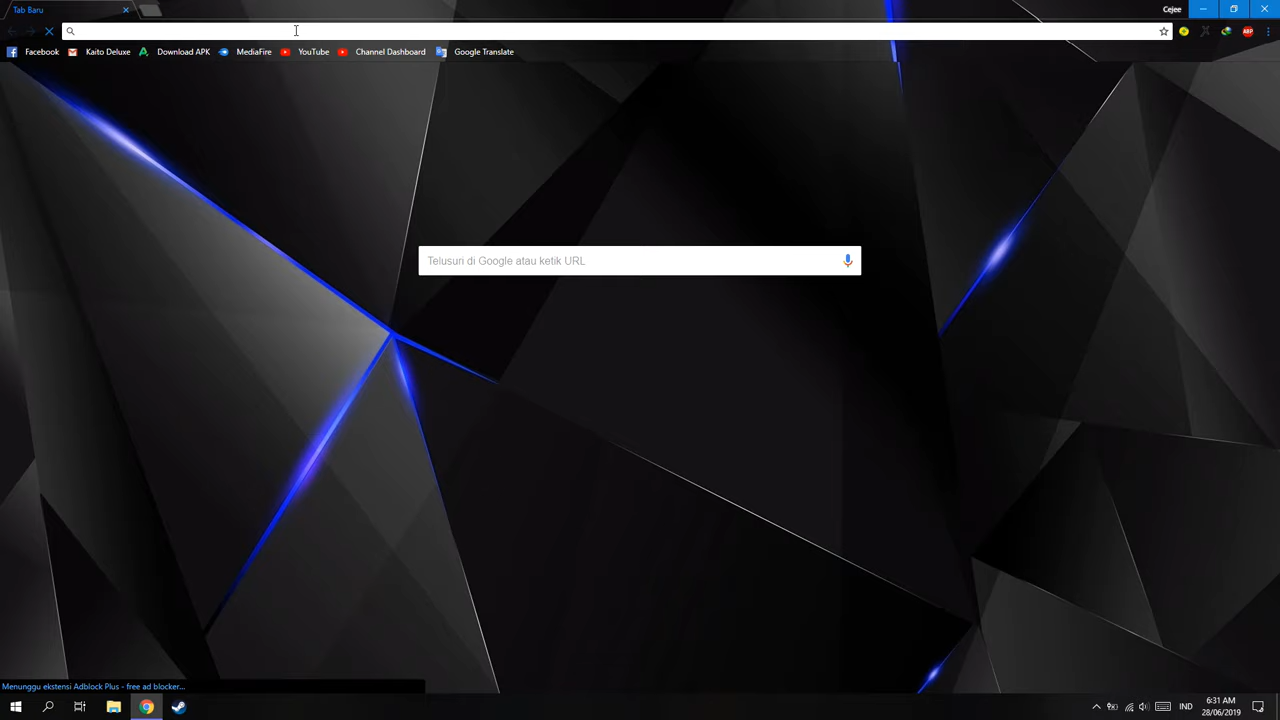 Tab Baru
Cejee
Facebook
Kaito Deluxe
Download APK
MediaFire
YouTube
Channel Dashboard
Google Translate
ABP
Telusuri di Google atau ketik URL
Menunggu ekstensi Adblock Plus - free ad blocker...
IND
6:31 AM
28/06/2019